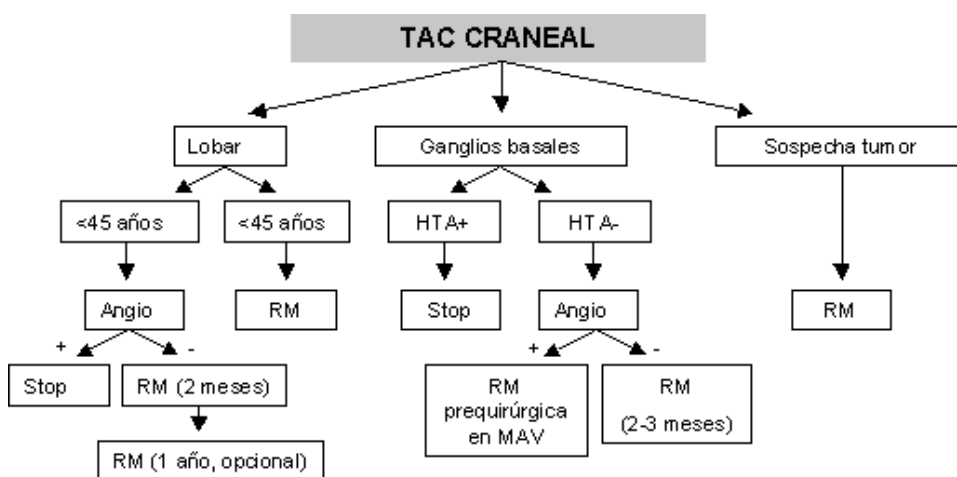 TAC CRANEAL
Lobar
Ganglios basales
Sospecha tumor
<45 años
<45 años
HTA+
HTA-
Angio
RM
Stop
Angio
RM
+
-
+
-
Stop
RM (2 meses)
RM
prequirúrgica
en MAV
RM
(2-3 meses)
RM (1 año, opcional)